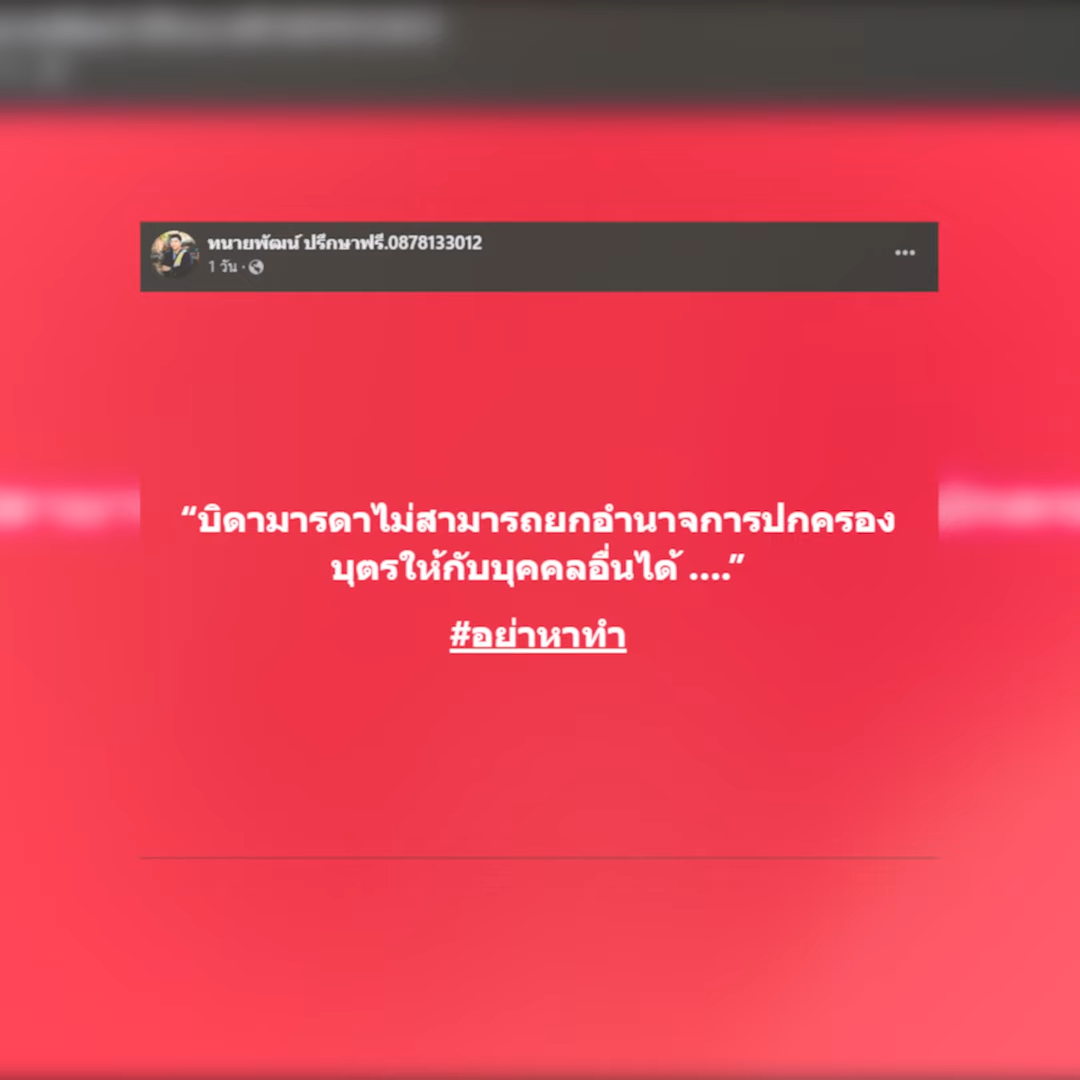 ทนายพัฒน์ ปรึกษาฟรี.0878133012
1 วัน ·
“บิดามารดาไม่สามารถยกอำนาจการปกครอง
บุตรให้กับบุคคลอื่นได้ ....”
#อย่าหาทำ